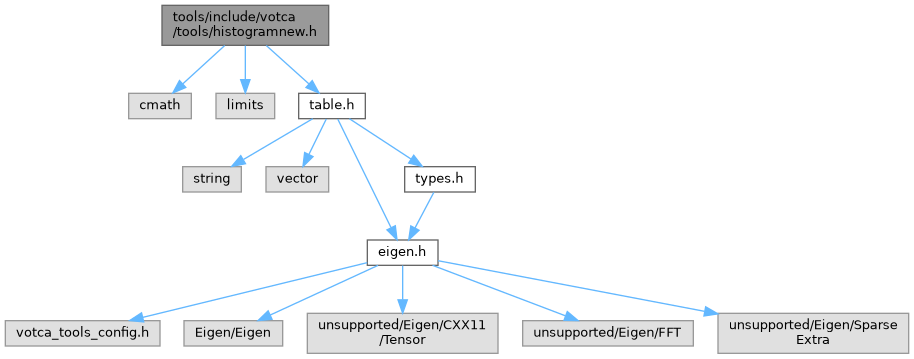 tools/include/votca
/tools/histogramnew.h
cmath
limits
table.h
string
vector
types.h
eigen.h
votca_tools_config.h
Eigen/Eigen
unsupported/Eigen/CXX11
/Tensor
unsupported/Eigen/FFT
unsupported/Eigen/Sparse
Extra